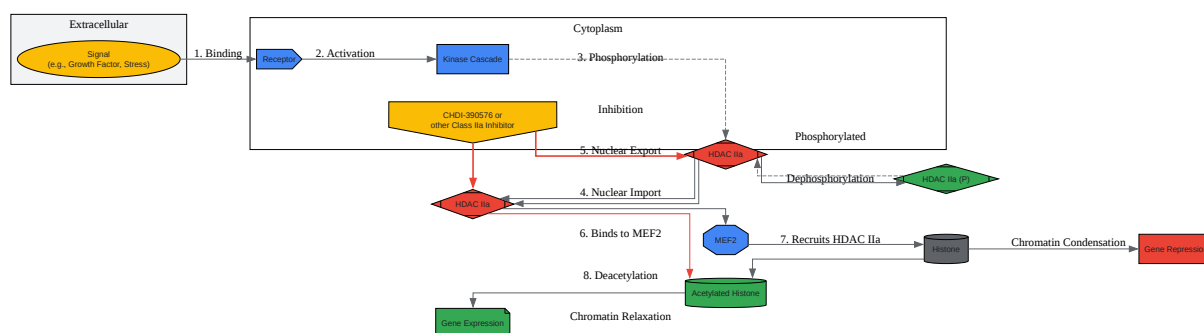 Extracellular
Cytoplasm
Signal
(e.g., Growth Factor, Stress)
1. Binding
Receptor
2. Activation
Kinase Cascade
3. Phosphorylation
CHDI-390576 or
other Class IIa Inhibitor
Inhibition
Phosphorylated
5. Nuclear Export
HDAC IIa
Dephosphorylation
HDAC IIa (P)
4. Nuclear Import
HDAC IIa
6. Binds to MEF2
MEF2
7. Recruits HDAC IIa
Histone
Chromatin Condensation
Gene Repression
8. Deacetylation
Acetylated Histone
Chromatin Relaxation
Gene Expression